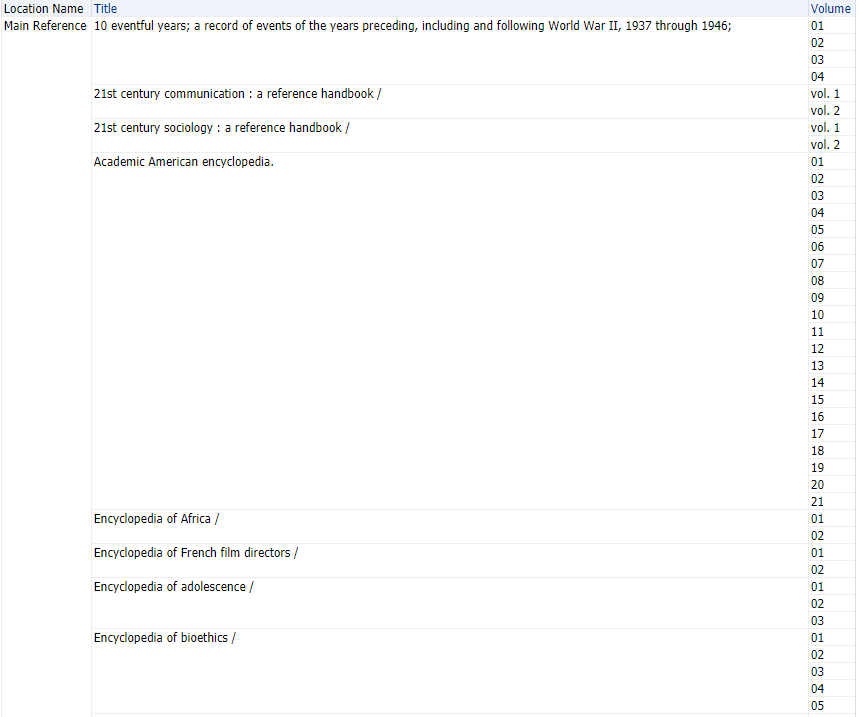 Location Name Title Volume
Main Reference 10 eventful years; a record of events of the years preceding, including and following World War II, 1937 through 1946; 01
02
03
04
21st century communication : a reference handbook / vol. 1
vol. 2
21st century sociology : a reference handbook / vol. 1
vol. 2
Academic American encyclopedia. 01
02
03
04
05
06
07
08
09
10
11
12
13
14
15
16
17
18
19
20
21
Encyclopedia of Africa / 01
02
Encyclopedia of French film directors / 01
02
Encyclopedia of adolescence / 01
02
03
Encyclopedia of bioethics / 01
02
03
04
05